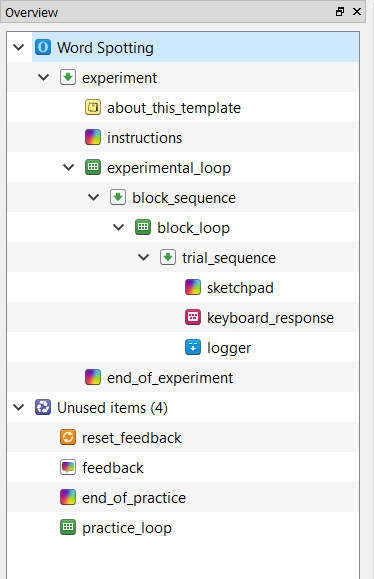 Overview
Word Spotting
experiment
about_this_template
instructions
experimental_loop
block_sequence
block_loop
trial_sequence
sketchpad
keyboard_response
logger
end_of_experiment
Unused items (4)
reset_feedback
feedback
end_of_practice
practice_loop